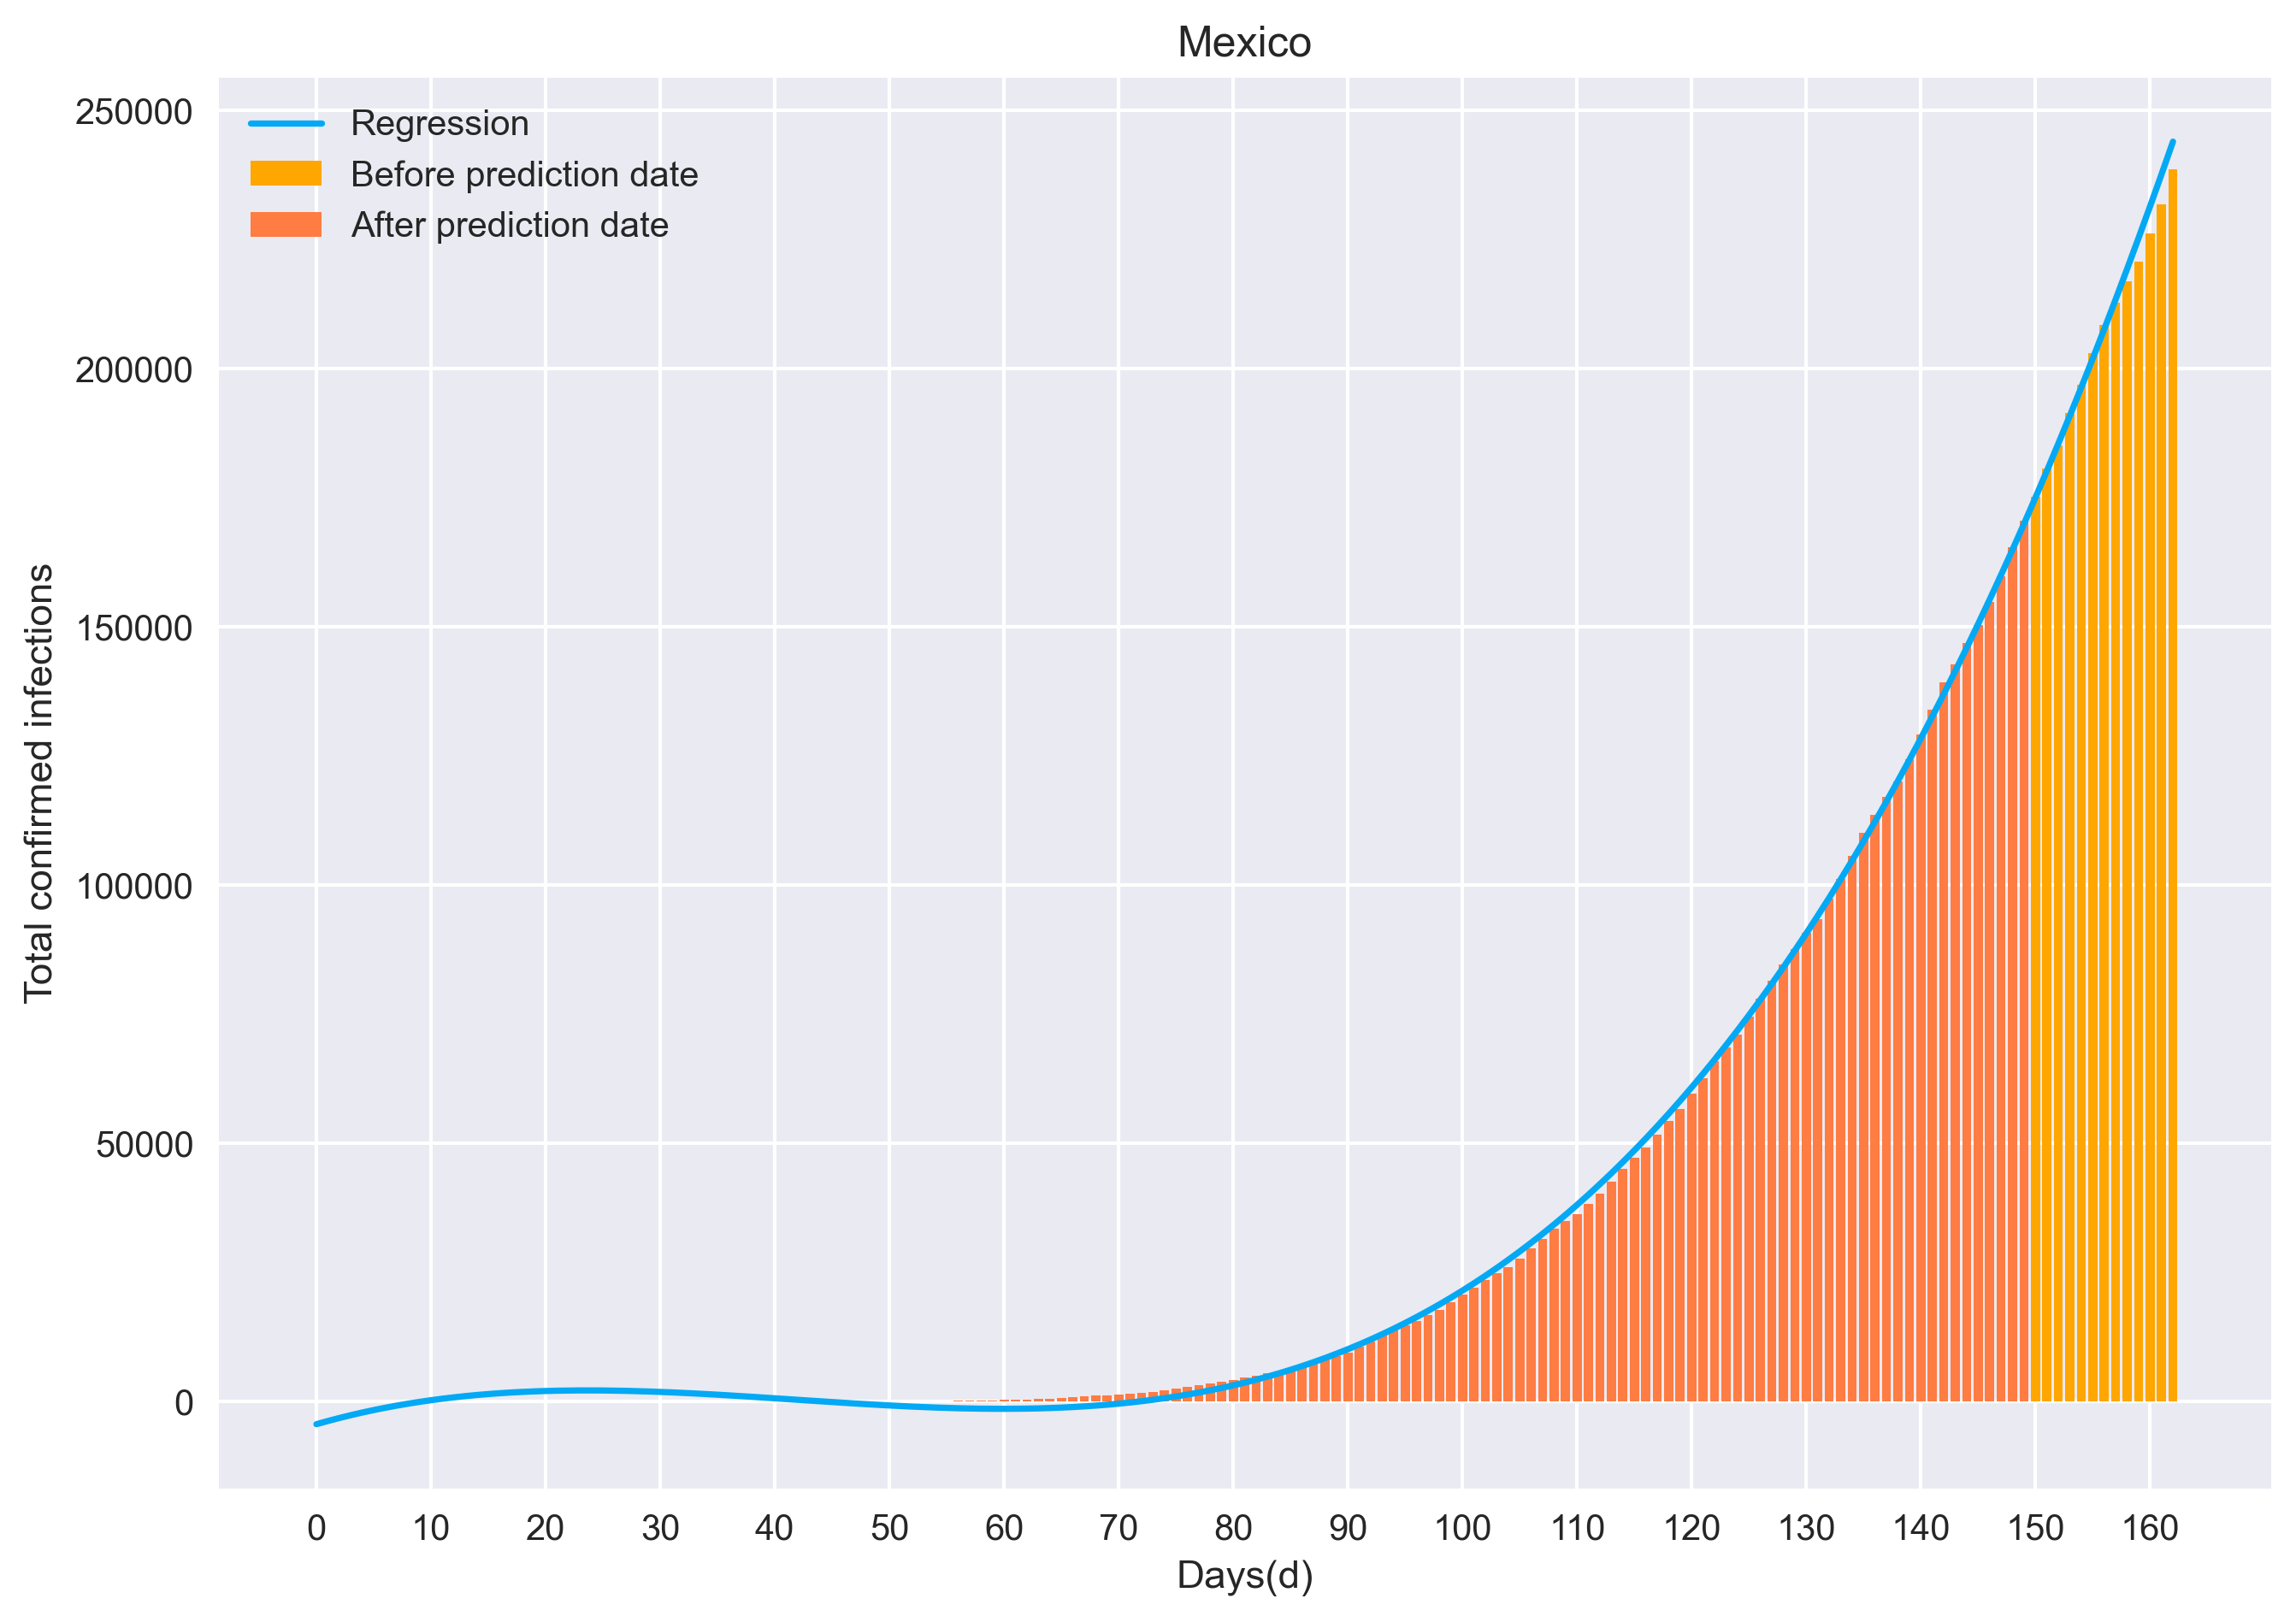 Mexico
250000
200000
150000
100000
50000
0
Regression
Before prediction date
After prediction date
Total confirmed infections
0 10 20 30 40 50 60 70 80 90 100 110 120 130 140 150 160
Days(d)